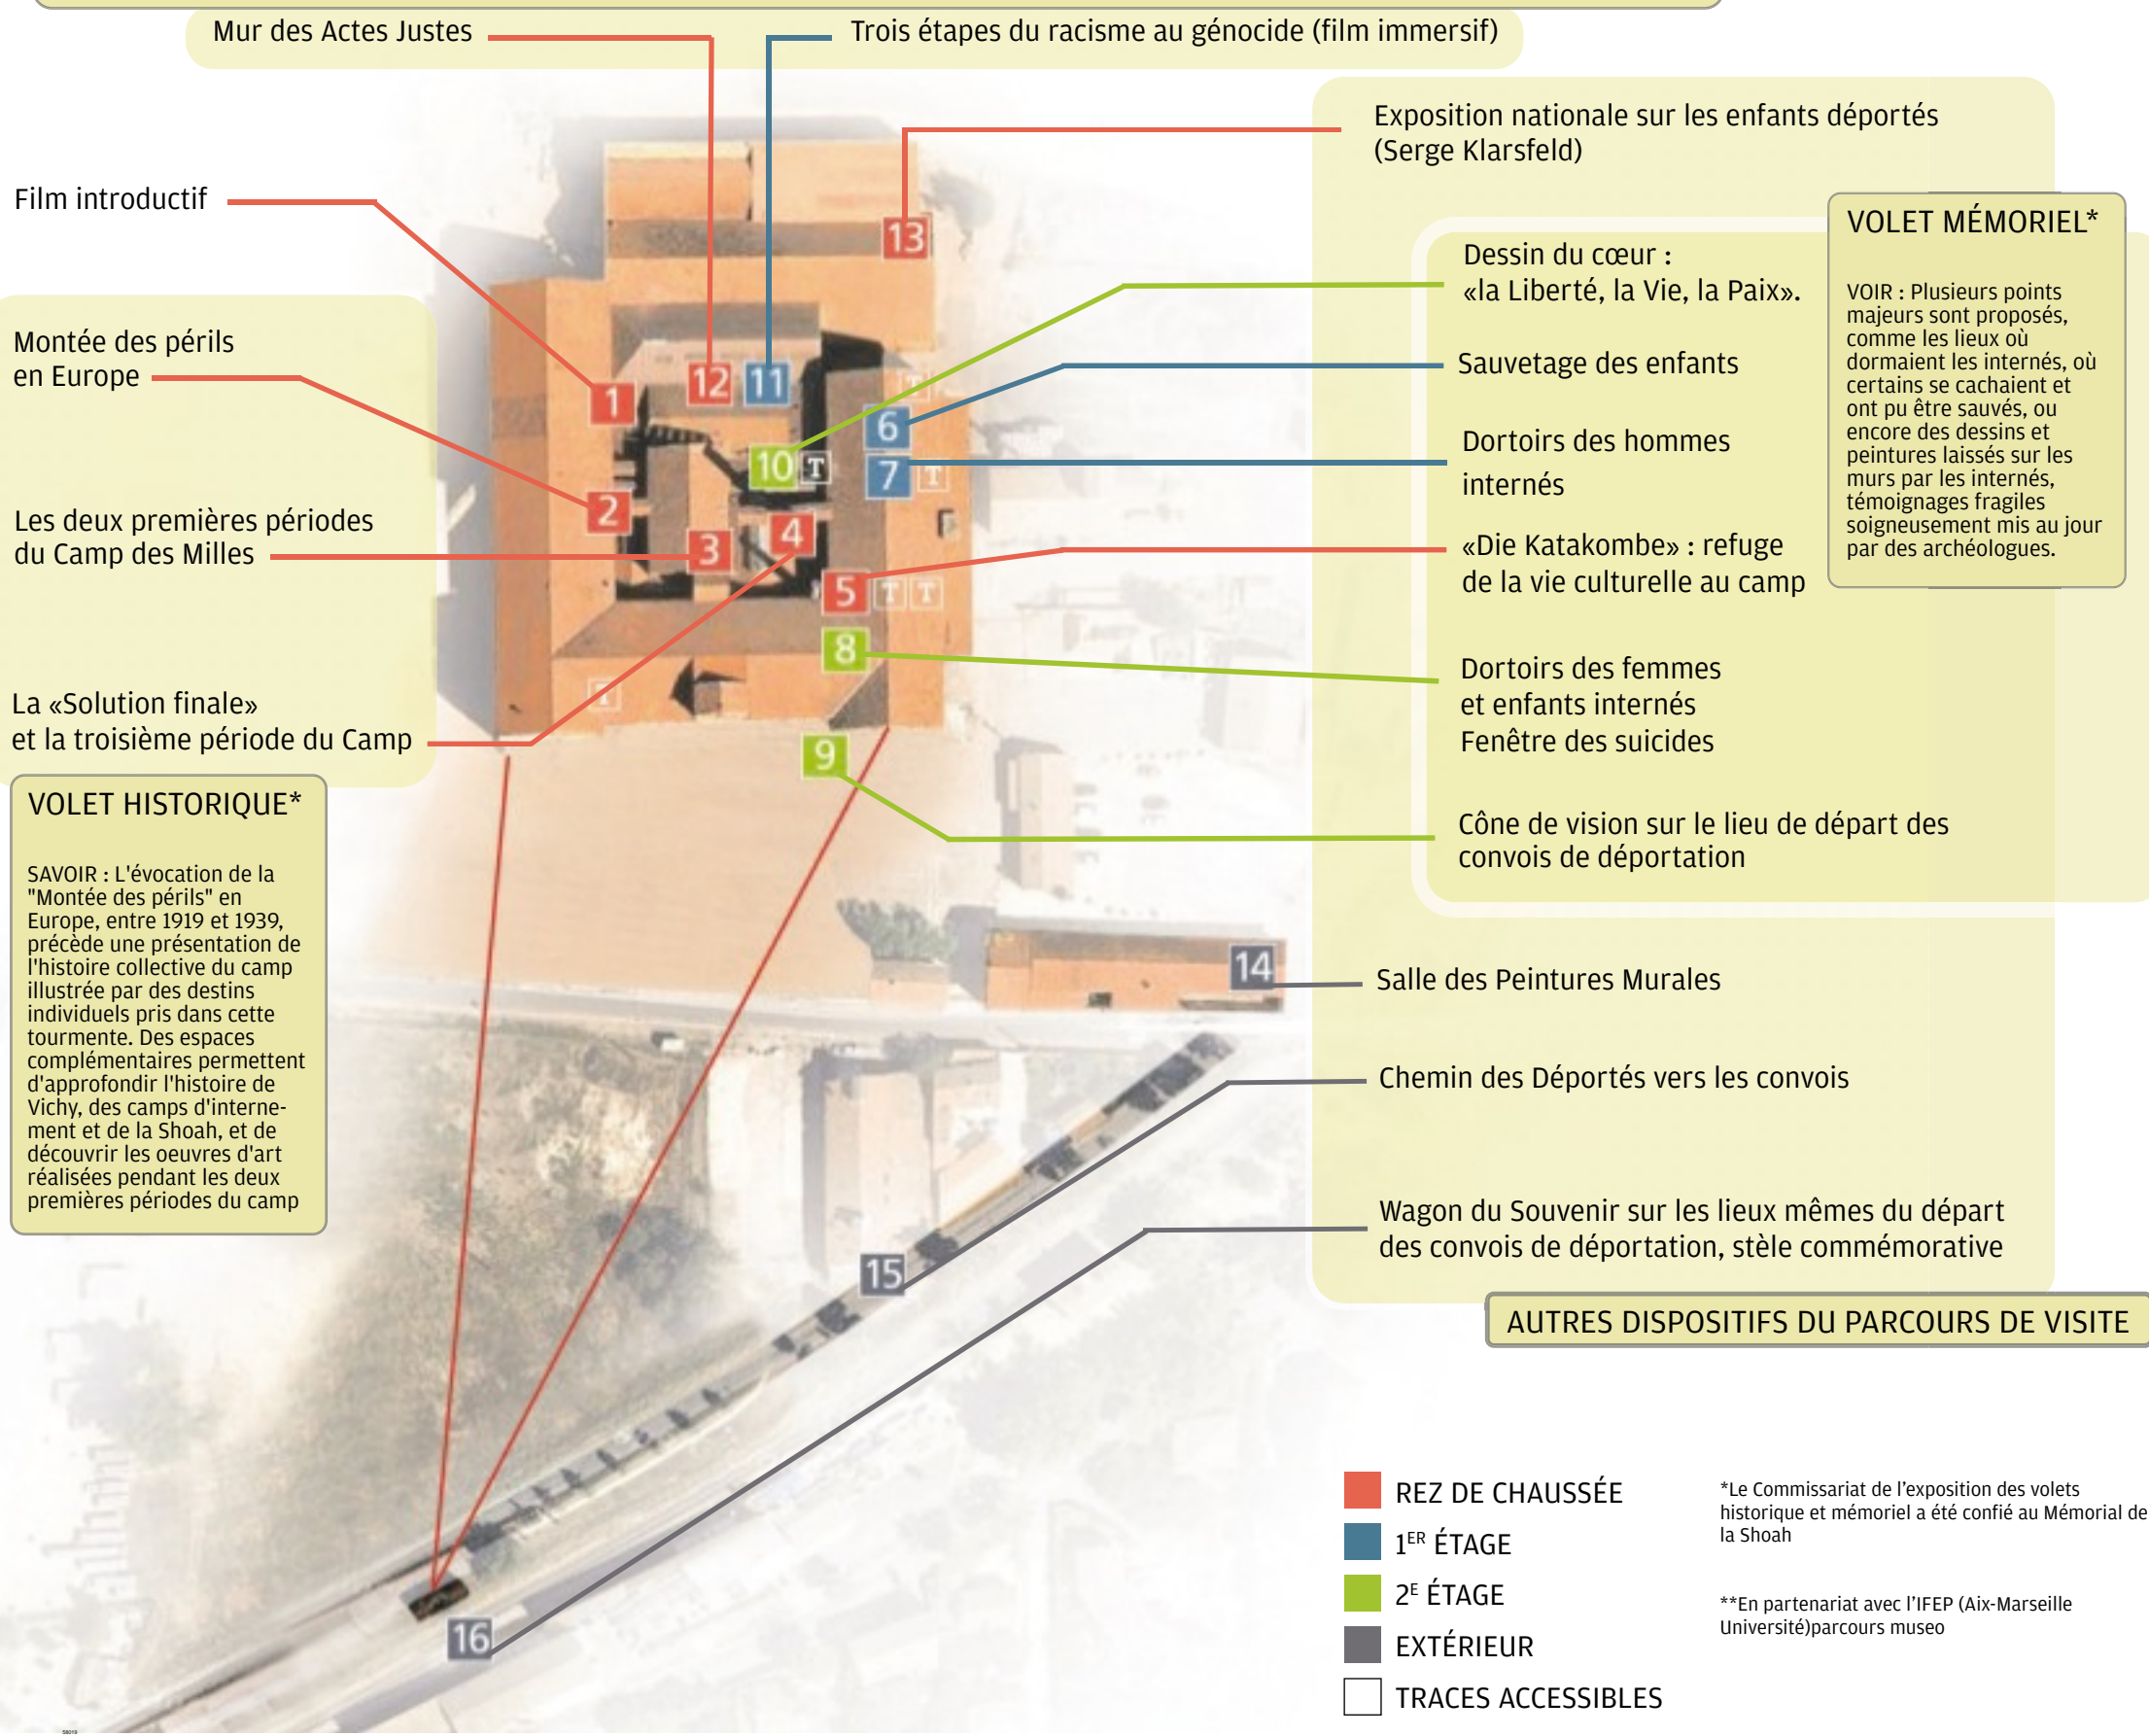 Mur des Actes Justes
Trois étapes du racisme au génocide (film immersif)
Exposition nationale sur les enfants déportés
(Serge Klarsfeld)
Film introductif
Montée des périls
en Europe
Les deux premières périodes
du Camp des Milles
La «Solution finale»
et la troisième période du Camp
VOLET HISTORIQUE*
SAVOIR : L'évocation de la
"Montée des périls" en
Europe, entre 1919 et 1939,
précède une présentation de
l'histoire collective du camp
illustrée par des destins
individuels pris dans cette
tourmente. Des espaces
complémentaires permettent
d'approfondir l'histoire de
Vichy, des camps d'interne-
ment et de la Shoah, et de
découvrir les oeuvres d'art
réalisées pendant les deux
premières périodes du camp
13
12
11
1
T
6
10
T
7
T
2
3
4
5
T T
8
T
9
14
15
16
Dessin du cœur :
«la Liberté, la Vie, la Paix».
Sauvetage des enfants
Dortoirs des hommes
internés
«Die Katakombe» : refuge
de la vie culturelle au camp
Dortoirs des femmes
et enfants internés
Fenêtre des suicides
Cône de vision sur le lieu de départ des
convois de déportation
VOLET MÉMORIEL*
VOIR : Plusieurs points
majeurs sont proposés,
comme les lieux où
dormaient les internés, où
certains se cachaient et
ont pu être sauvés, ou
encore des dessins et
peintures laissés sur les
murs par les internés,
témoignages fragiles
soigneusement mis au jour
par des archéologues.
Salle des Peintures Murales
Chemin des Déportés vers les convois
Wagon du Souvenir sur les lieux mêmes du départ
des convois de déportation, stèle commémorative
AUTRES DISPOSITIFS DU PARCOURS DE VISITE
REZ DE CHAUSSÉE
1ER ÉTAGE
2E ÉTAGE
EXTÉRIEUR
TRACES ACCESSIBLES
*Le Commissariat de l'exposition des volets
historique et mémoriel a été confié au Mémorial de
la Shoah
**En partenariat avec l'IFEP (Aix-Marseille
Université)parcours museo